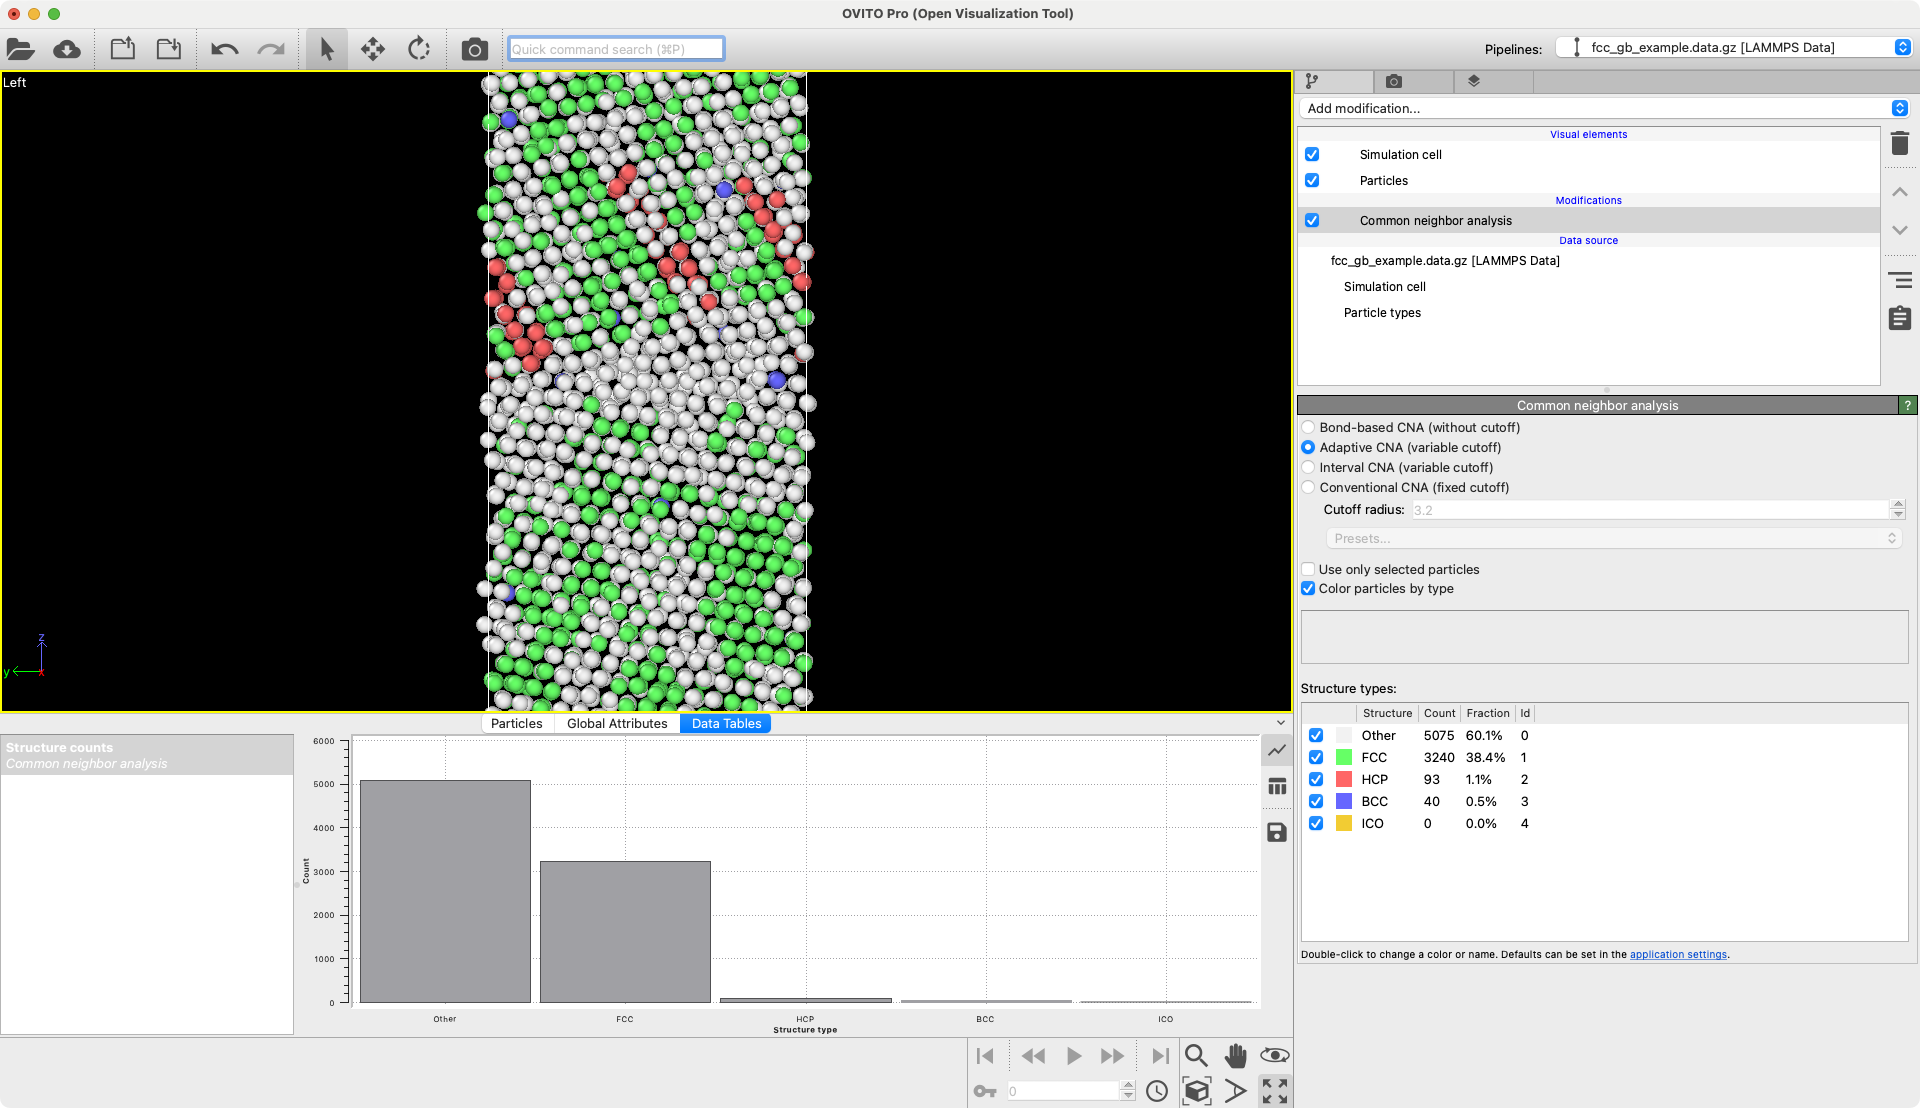 OVITO Pro (Open Visualization Tool)
Quick command search (⌘P)
Pipelines:
fcc_gb_example.data.gz [LAMMPS Data]
Left
z
y
x
Add modification...
Visual elements
Simulation cell
Particles
Modifications
Common neighbor analysis
Data source
fcc_gb_example.data.gz [LAMMPS Data]
Simulation cell
Particle types
Common neighbor analysis
?
Bond-based CNA (without cutoff)
Adaptive CNA (variable cutoff)
Interval CNA (variable cutoff)
Conventional CNA (fixed cutoff)
Cutoff radius: 3.2
Presets...
Use only selected particles
Color particles by type
Structure types:
Structure Count Fraction Id
Other 5075 60.1% 0
FCC 3240 38.4% 1
HCP 93 1.1% 2
BCC 40 0.5% 3
ICO 0 0.0% 4
Double-click to change a color or name. Defaults can be set in the application settings.
Particles Global Attributes Data Tables
Structure counts
Common neighbor analysis
6000
5000
4000
3000
2000
1000
0
Count
Other FCC HCP BCC ICO
Structure type
0